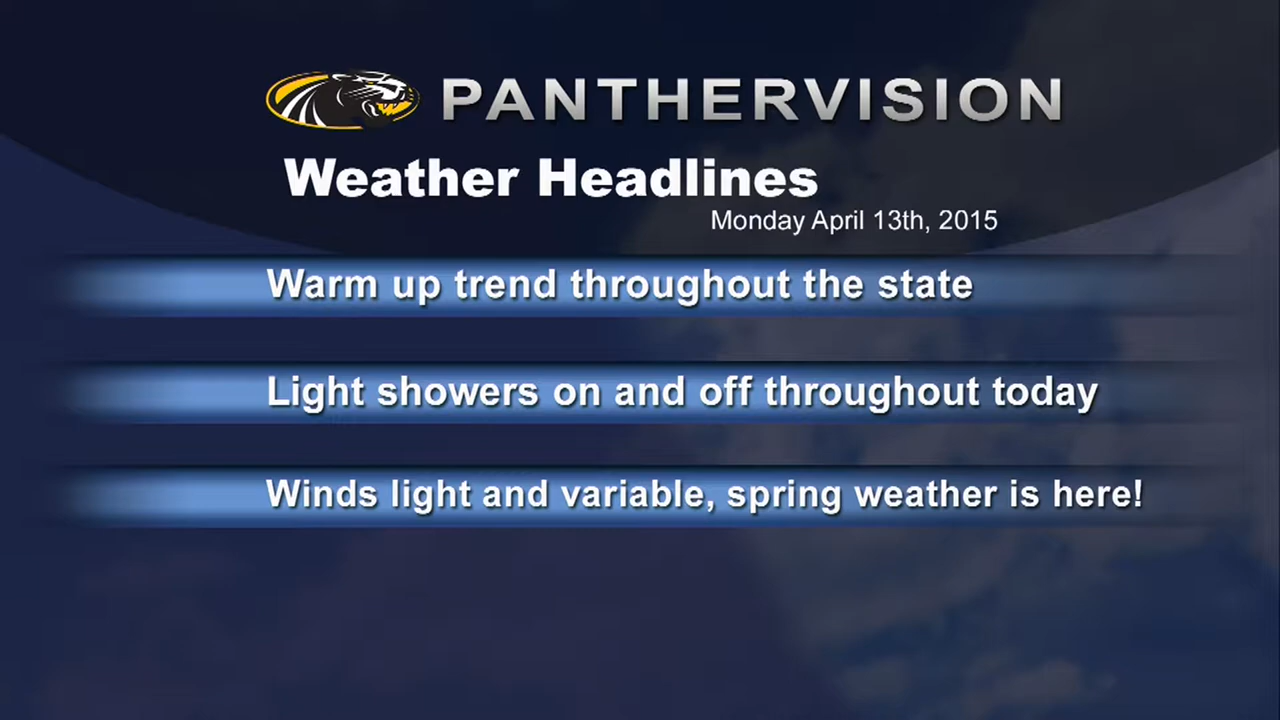 PANTHERVISION
Weather Headlines
Monday April 13th, 2015
Warm up trend throughout the state
Light showers on and off throughout today
Winds light and variable, spring weather is here!